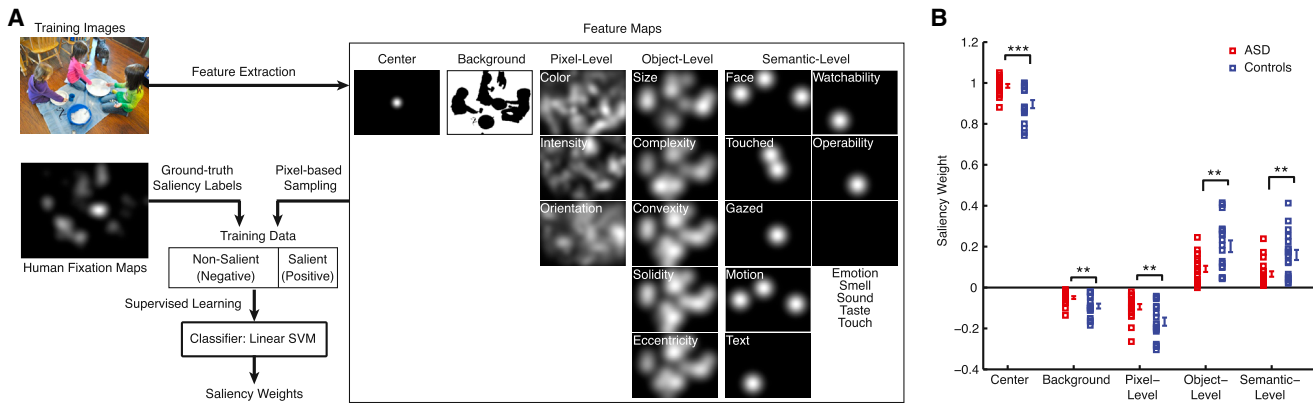 A
Training Images
Feature Extraction
Human Fixation Maps
Ground-truth
Saliency Labels
Pixel-based
Sampling
Training Data
Non-Salient
(Negative)
Salient
(Positive)
Supervised Learning
Classifier: Linear SVM
Saliency Weights
Feature Maps
Center
Background
Pixel-Level
Object-Level
Semantic-Level
Color
Size
Face
Watchability
Intensity
Complexity
Touched
Operability
Orientation
Convexity
Gazed
Solidity
Motion
Emotion
Smell
Sound
Taste
Touch
Eccentricity
Text
B
ASD
Controls
Saliency Weight
1.2
1
0.8
0.6
0.4
0.2
0
−0.2
−0.4
***
**
**
**
**
Center
Background
Pixel–
Level
Object–
Level
Semantic–
Level